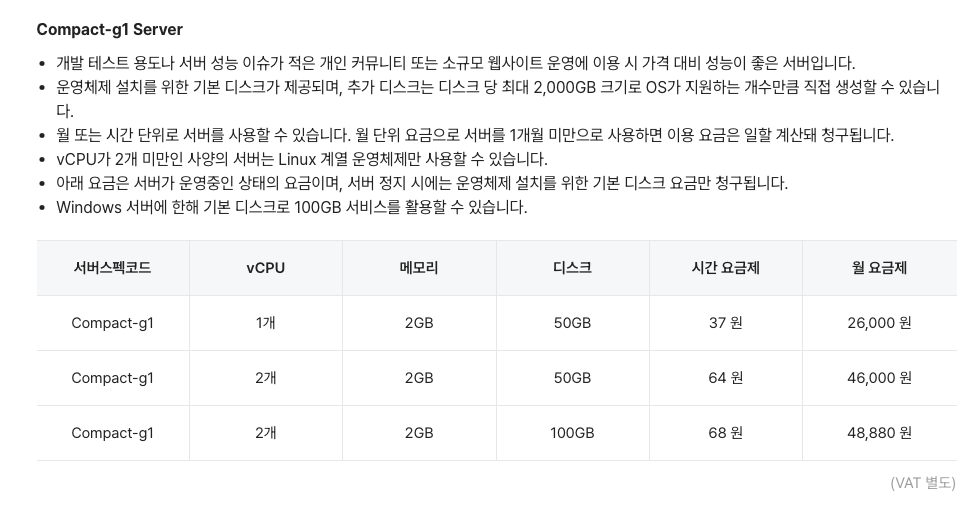 Compact-g1 Server
• 개발 테스트 용도나 서버 성능 이슈가 적은 개인 커뮤니티 또는 소규모 웹사이트 운영에 이용 시 가격 대비 성능이 좋은 서버입니다.
• 운영체제 설치를 위한 기본 디스크가 제공되며, 추가 디스크는 디스크 당 최대 2,000GB 크기로 OS가 지원하는 개수만큼 직접 생성할 수 있습니
다.
• 월 또는 시간 단위로 서버를 사용할 수 있습니다. 월 단위 요금으로 서버를 1개월 미만으로 사용하면 이용 요금은 일할 계산돼 청구됩니다.
• vCPU가 2개 미만인 사양의 서버는 Linux 계열 운영체제만 사용할 수 있습니다.
• 아래 요금은 서버가 운영중인 상태의 요금이며, 서버 정지 시에는 운영체제 설치를 위한 기본 디스크 요금만 청구됩니다.
• Windows 서버에 한해 기본 디스크로 100GB 서비스를 활용할 수 있습니다.
서버스펙코드 vCPU 메모리 디스크 시간 요금제 월 요금제
Compact-g1 1개 2GB 50GB 37 원 26,000 원
Compact-g1 2개 2GB 50GB 64 원 46,000 원
Compact-g1 2개 2GB 100GB 68 원 48,880 원
(VAT 별도)